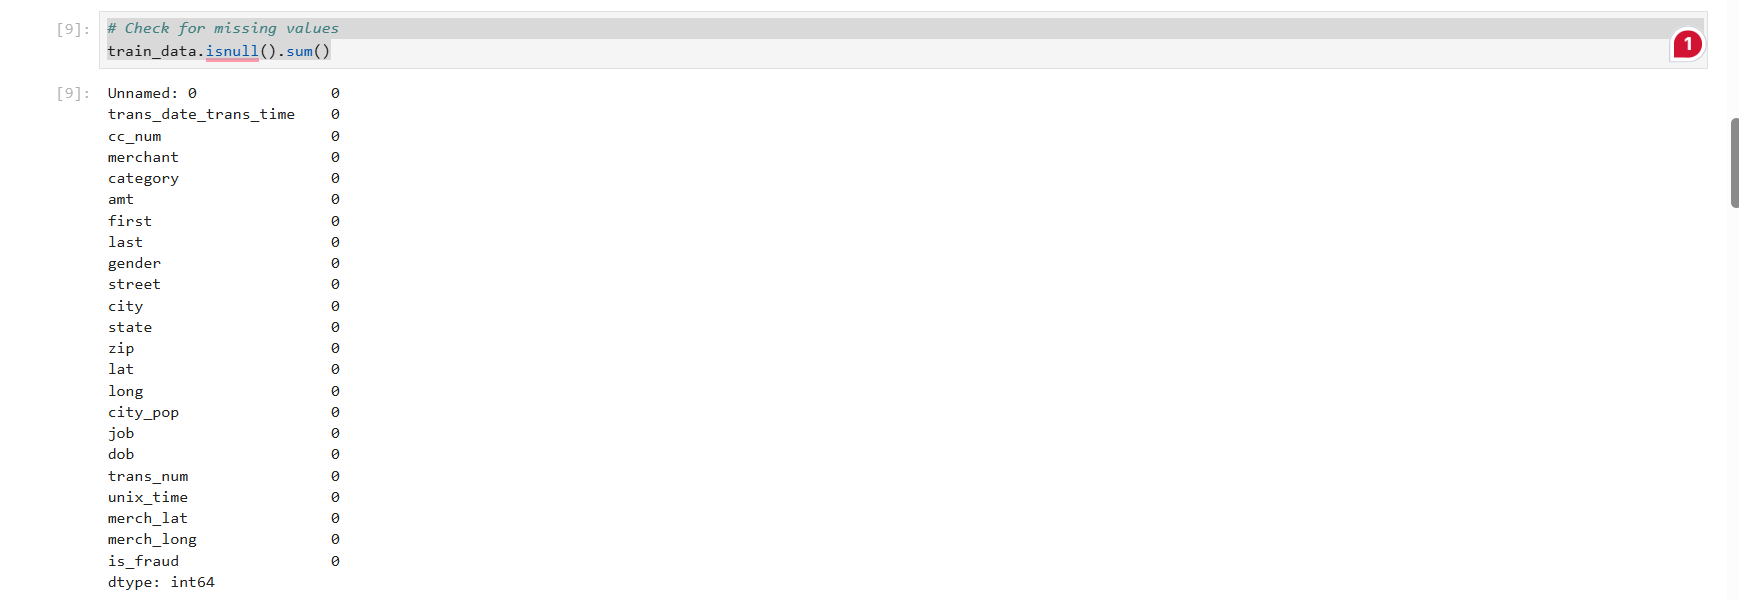 [9]: # Check for missing values
train_data.isnull().sum()
1
[9]: Unnamed: 0 0
trans_date_trans_time 0
cc_num 0
merchant 0
category 0
amt 0
first 0
last 0
gender 0
street 0
city 0
state 0
zip 0
lat 0
long 0
city_pop 0
job 0
dob 0
trans_num 0
unix_time 0
merch_lat 0
merch_long 0
is_fraud 0
dtype: int64